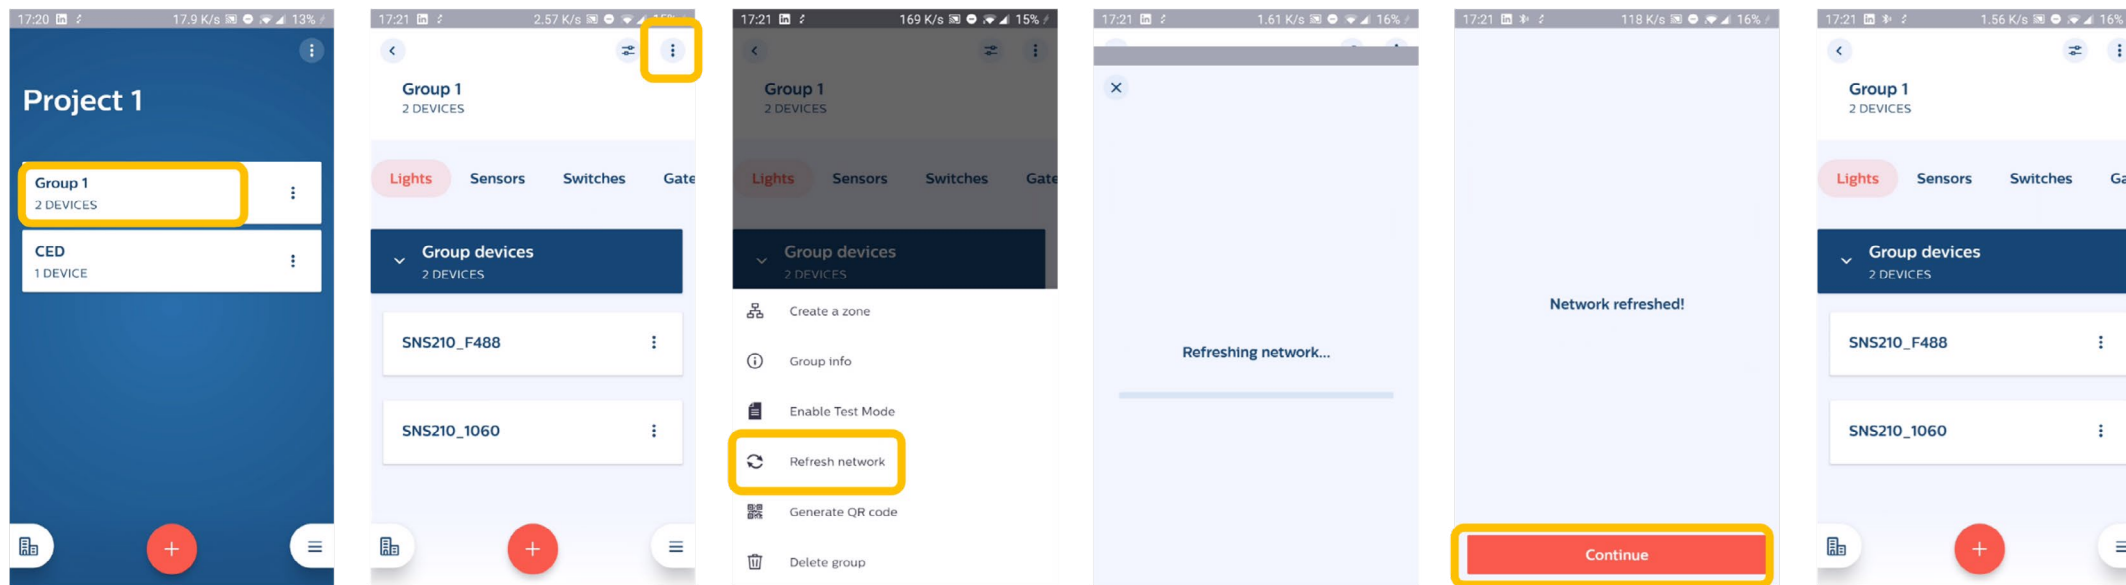 17:20
17.9 K/s
13%
Project 1
Group 1
2 DEVICES
CED
1 DEVICE
17:21
2.57 K/s
Group 1
2 DEVICES
Lights
Sensors
Switches
Gate
Group devices
2 DEVICES
SNS210_F488
SNS210_1060
17:21
169 K/s
15%
Group 1
2 DEVICES
Lights
Sensors
Switches
Gate
Group devices
2 DEVICES
Create a zone
Group info
Enable Test Mode
Refresh network
Generate QR code
Delete group
17:21
1.61 K/s
16%
Refreshing network...
17:21
118 K/s
16%
Network refreshed!
Continue
17:21
1.56 K/s
16%
Group 1
2 DEVICES
Lights
Sensors
Switches
Ga
Group devices
2 DEVICES
SNS210_F488
SNS210_1060